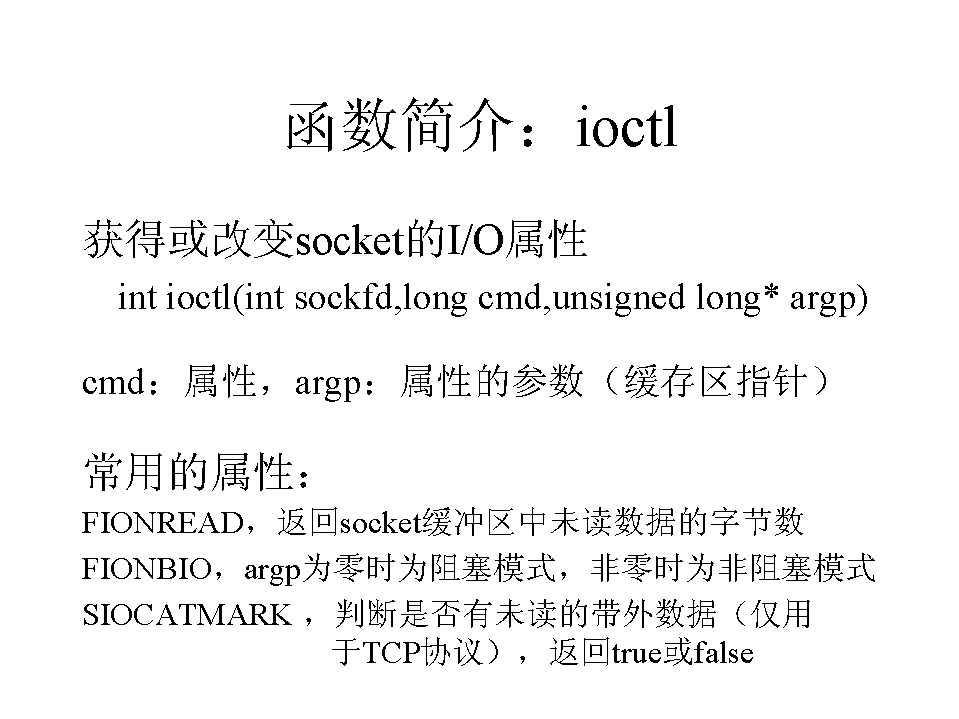 函数简介：ioctl
获得或改变socket的I/O属性
int ioctl(int sockfd,long cmd,unsigned long* argp)
cmd：属性，argp：属性的参数（缓存区指针）
常用的属性：
FIONREAD，返回socket缓冲区中未读数据的字节数
FIONBIO，argp为零时为阻塞模式，非零时为非阻塞模式
SIOCATMARK ，判断是否有未读的带外数据（仅用
于TCP协议），返回true或false